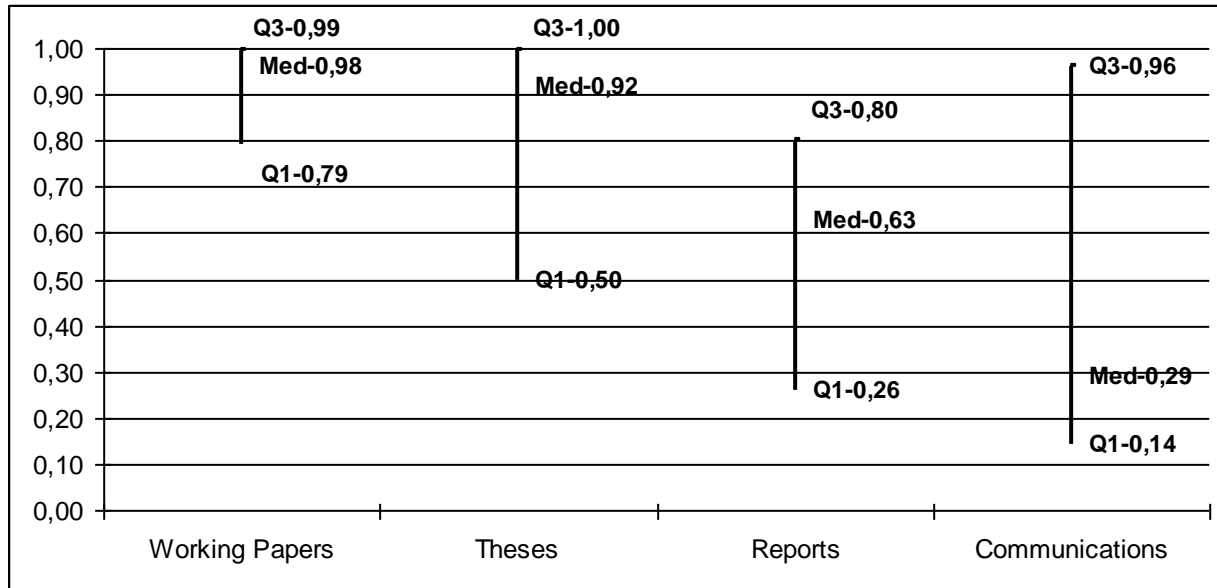 Q3-0,99
Q3-1,00
1,00
Med-0,98
Q3-0,96
0,90
Med-0,92
Q3-0,80
0,80
Q1-0,79
0,70
Med-0,63
0,60
0,50
Q1-0,50
0,40
0,30
Med-0,29
Q1-0,26
0,20
Q1-0,14
0,10
0,00
Working Papers
Theses
Reports
Communications